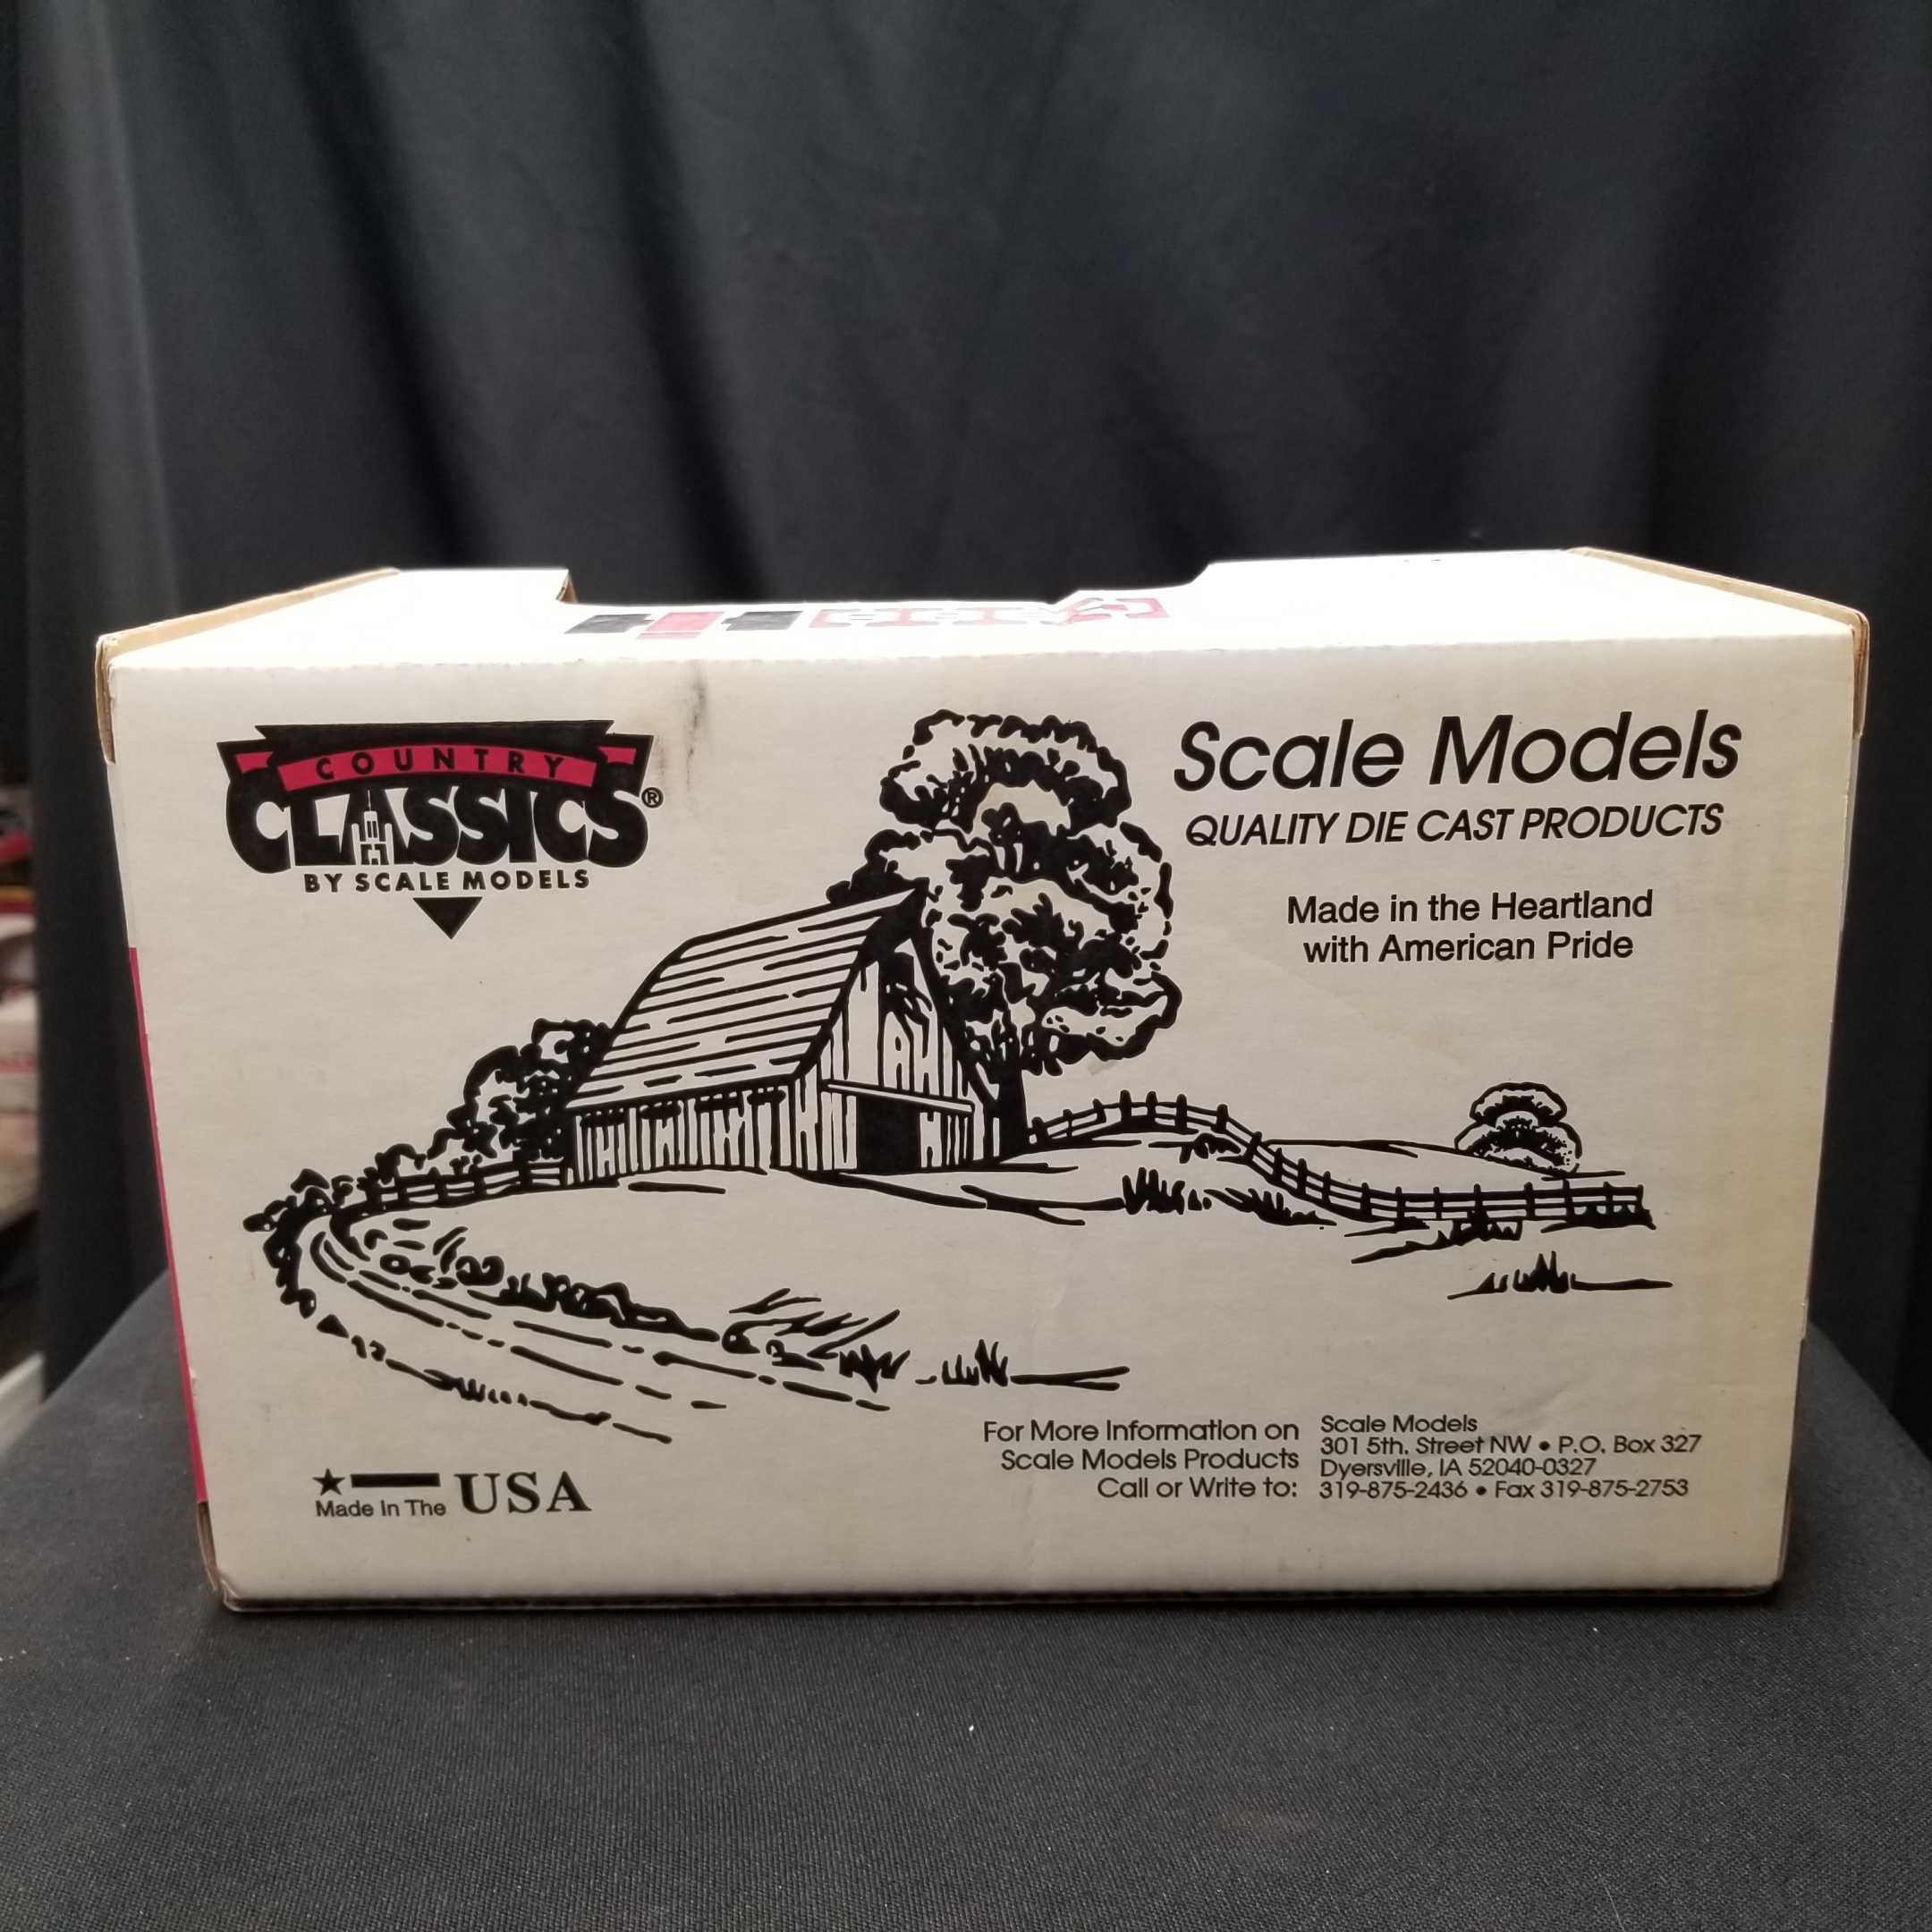 COUNTRY
CLASSICS®
BY SCALE MODELS
Scale Models
QUALITY DIE CAST PRODUCTS
Made in the Heartland
with American Pride
Made In The USA
For More Information on
Scale Models Products
Call or Write to:
Scale Models
301 5th. Street NW • P.O. Box 327
Dyersville, IA 52040-0327
319-875-2436 • Fax 319-875-2753